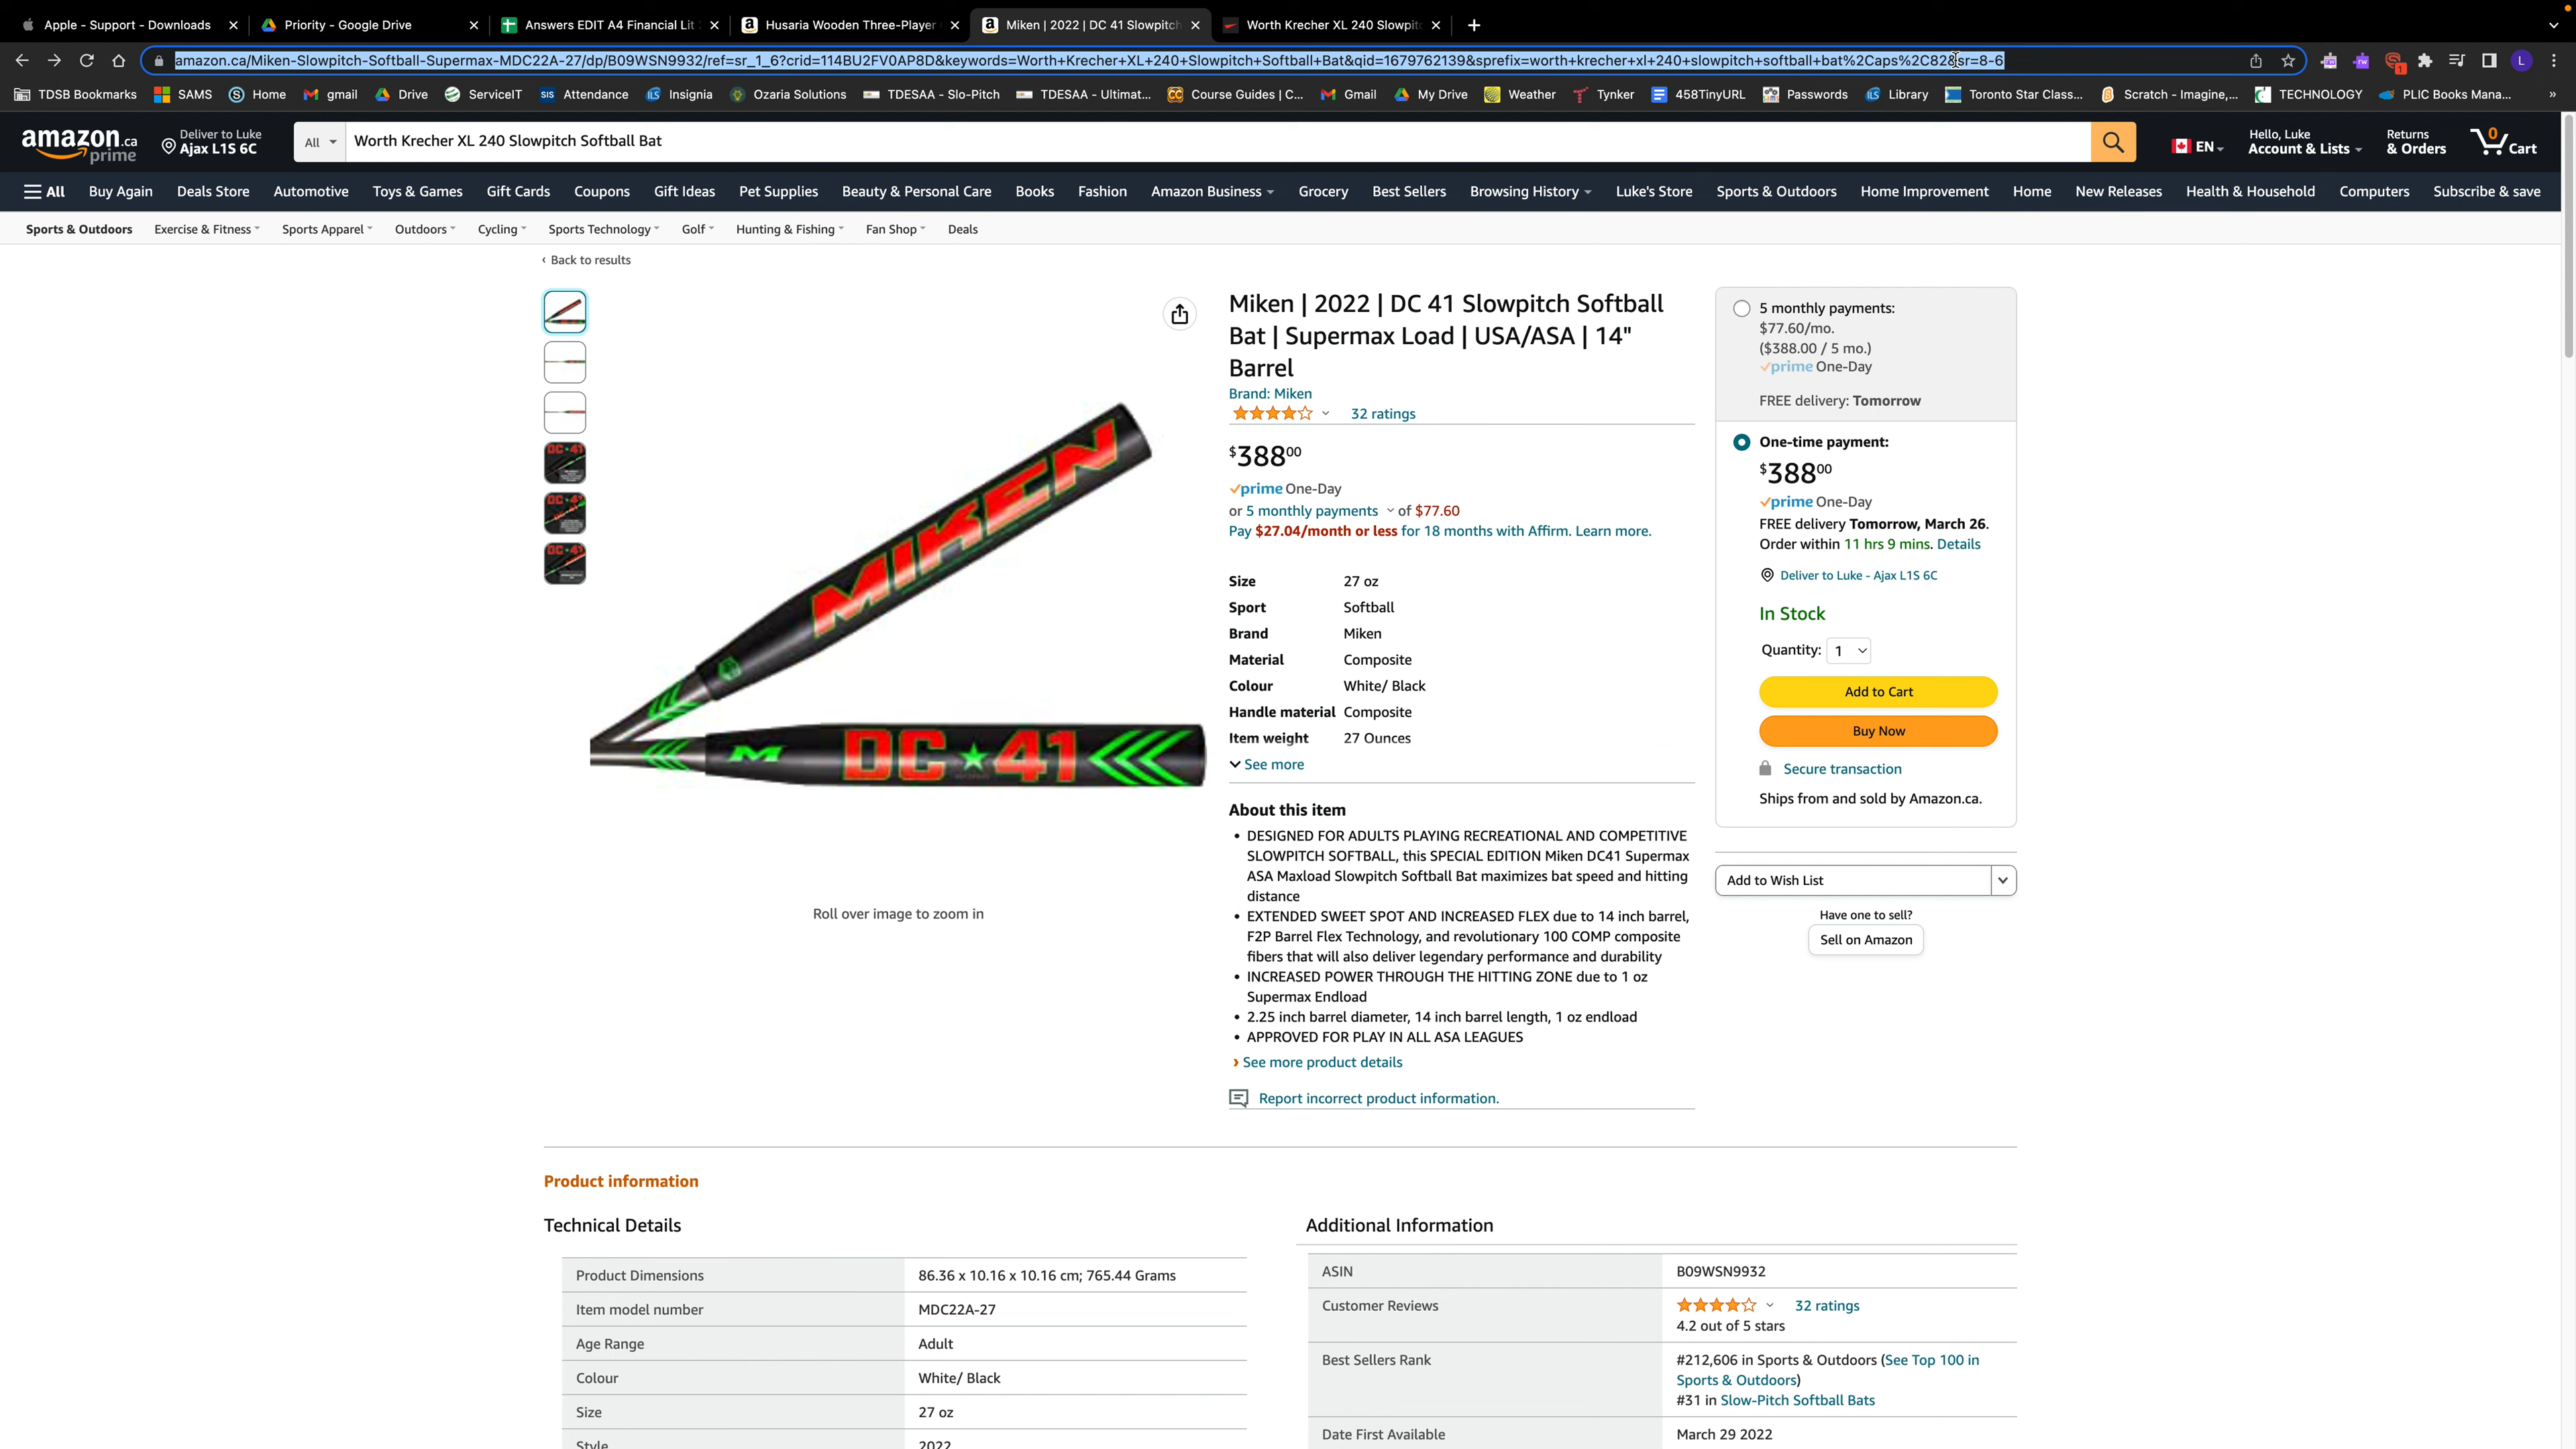 Apple - Support - Downloads
Priority - Google Drive
Answers EDIT A4 Financial Lit
Husaria Wooden Three-Player
Miken | 2022 | DC 41 Slowpitch
Worth Krecher XL 240 Slowpitc
amazon.ca/Miken-Slowpitch-Softball-Supermax-MDC22A-27/dp/B09WSN9932/ref=sr_1_6?crid=114BU2FV0AP8D&keywords=Worth+Krecher+XL+240+Slowpitch+Softball+Bat&qid=1679762139&sprefix=worth+krecher+xl+240+slowpitch+softball+bat%2Caps%2C82&sr=8-6
1
L
TDSB Bookmarks SAMS Home gmail Drive ServiceIT SIS Attendance ILS Insignia Ozaria Solutions TDESAA - Slo-Pitch TDESAA - Ultimat... CC Course Guides | C... Gmail My Drive Weather Tynker 458TinyURL Passwords ILS Library Toronto Star Class... Scratch - Imagine,... TECHNOLOGY PLIC Books Mana... »
amazon.ca
prime
Deliver to Luke
Ajax L1S 6C
All
Worth Krecher XL 240 Slowpitch Softball Bat
EN
Hello, Luke
Account & Lists
Returns
& Orders
0
Cart
All Buy Again Deals Store Automotive Toys & Games Gift Cards Coupons Gift Ideas Pet Supplies Beauty & Personal Care Books Fashion Amazon Business Grocery Best Sellers Browsing History Luke's Store Sports & Outdoors Home Improvement Home New Releases Health & Household Computers Subscribe & save
Sports & Outdoors Exercise & Fitness Sports Apparel Outdoors Cycling Sports Technology Golf Hunting & Fishing Fan Shop Deals
‹ Back to results
DC 41
DC 41
DC 41
MIKEN
M DC ★ 41
Roll over image to zoom in
Miken | 2022 | DC 41 Slowpitch Softball
Bat | Supermax Load | USA/ASA | 14"
Barrel
Brand: Miken
32 ratings
$38800
prime One-Day
or 5 monthly payments of $77.60
Pay $27.04/month or less for 18 months with Affirm. Learn more.
Size 27 oz
Sport Softball
Brand Miken
Material Composite
Colour White/ Black
Handle material Composite
Item weight 27 Ounces
See more
About this item
• DESIGNED FOR ADULTS PLAYING RECREATIONAL AND COMPETITIVE
SLOWPITCH SOFTBALL, this SPECIAL EDITION Miken DC41 Supermax
ASA Maxload Slowpitch Softball Bat maximizes bat speed and hitting
distance
• EXTENDED SWEET SPOT AND INCREASED FLEX due to 14 inch barrel,
F2P Barrel Flex Technology, and revolutionary 100 COMP composite
fibers that will also deliver legendary performance and durability
• INCREASED POWER THROUGH THE HITTING ZONE due to 1 oz
Supermax Endload
• 2.25 inch barrel diameter, 14 inch barrel length, 1 oz endload
• APPROVED FOR PLAY IN ALL ASA LEAGUES
› See more product details
Report incorrect product information.
5 monthly payments:
$77.60/mo.
($388.00 / 5 mo.)
prime One-Day
FREE delivery: Tomorrow
One-time payment:
$38800
prime One-Day
FREE delivery Tomorrow, March 26.
Order within 11 hrs 9 mins. Details
Deliver to Luke - Ajax L1S 6C
In Stock
Quantity: 1
Add to Cart
Buy Now
Secure transaction
Ships from and sold by Amazon.ca.
Add to Wish List
Have one to sell?
Sell on Amazon
Product information
Technical Details
Product Dimensions 86.36 x 10.16 x 10.16 cm; 765.44 Grams
Item model number MDC22A-27
Age Range Adult
Colour White/ Black
Size 27 oz
Style 2022
Additional Information
ASIN B09WSN9932
Customer Reviews 32 ratings
4.2 out of 5 stars
Best Sellers Rank #212,606 in Sports & Outdoors (See Top 100 in
Sports & Outdoors)
#31 in Slow-Pitch Softball Bats
Date First Available March 29 2022